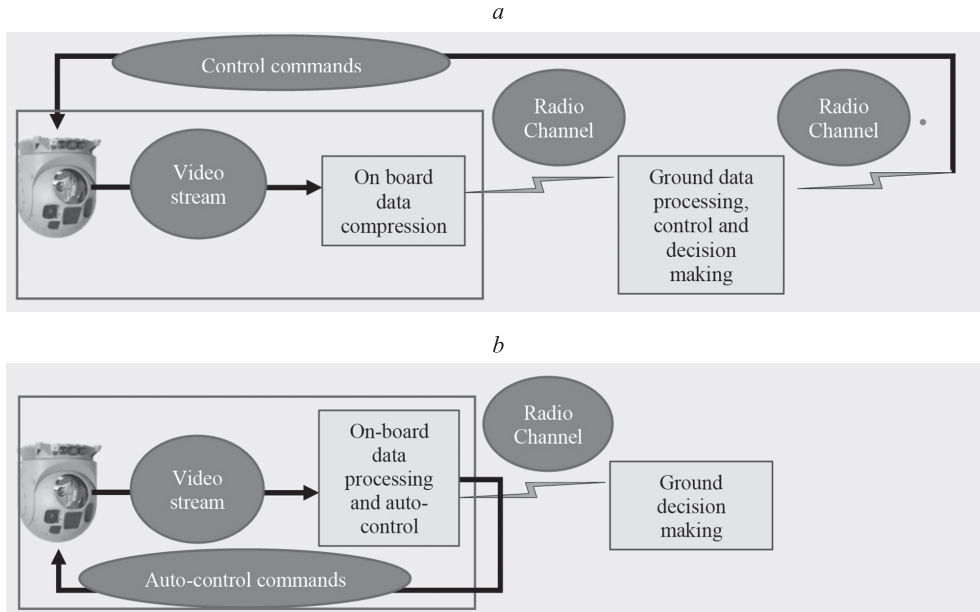 a
Control commands
Radio
Channel
Radio
Channel
Video
stream
On board
data
compression
Ground data
processing,
control and
decision
making
b
Radio
Channel
On-board
data
processing
and auto-
control
Video
stream
Ground
decision
making
Auto-control commands